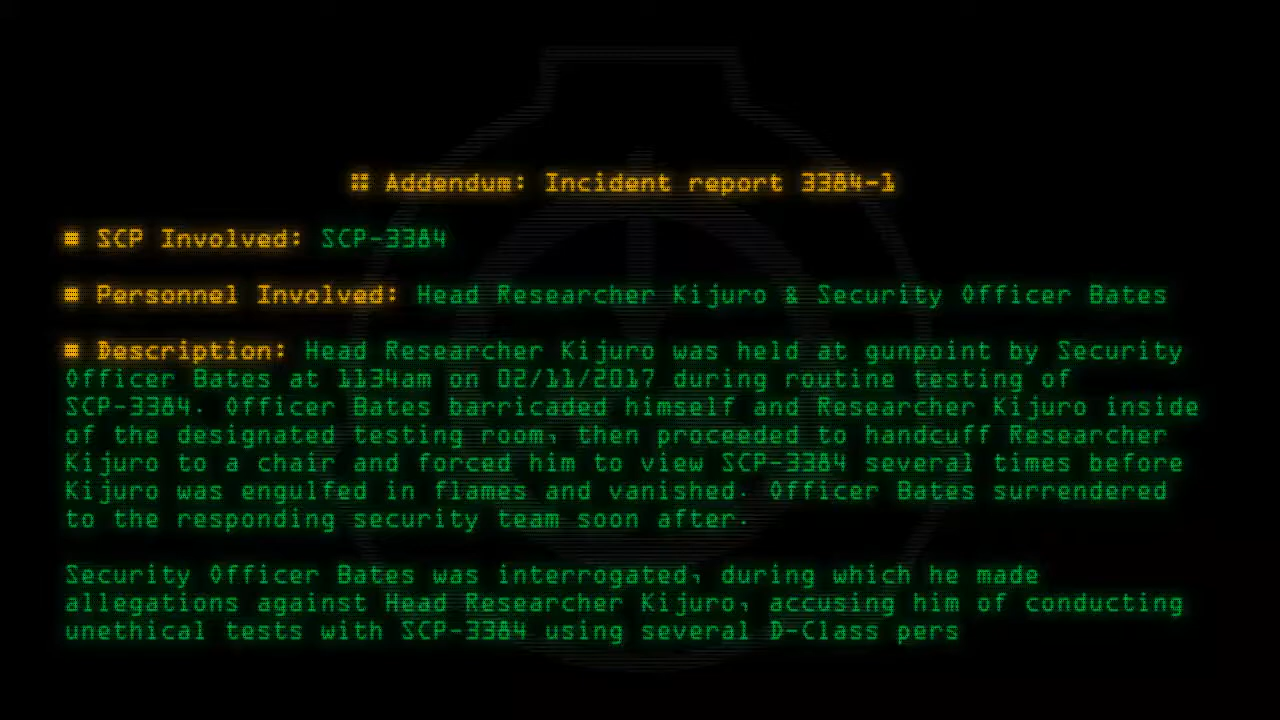 ⌗ Addendum: Incident report 3384-1
■ SCP Involved: SCP-3384
■ Personnel Involved: Head Researcher Kijuro & Security Officer Bates
■ Description: Head Researcher Kijuro was held at gunpoint by Security
Officer Bates at 1134am on 02/11/2017 during routine testing of
SCP-3384. Officer Bates barricaded himself and Researcher Kijuro inside
of the designated testing room, then proceeded to handcuff Researcher
Kijuro to a chair and forced him to view SCP-3384 several times before
Kijuro was engulfed in flames and vanished. Officer Bates surrendered
to the responding security team soon after.
Security Officer Bates was interrogated, during which he made
allegations against Head Researcher Kijuro, accusing him of conducting
unethical tests with SCP-3384 using several D-Class pers